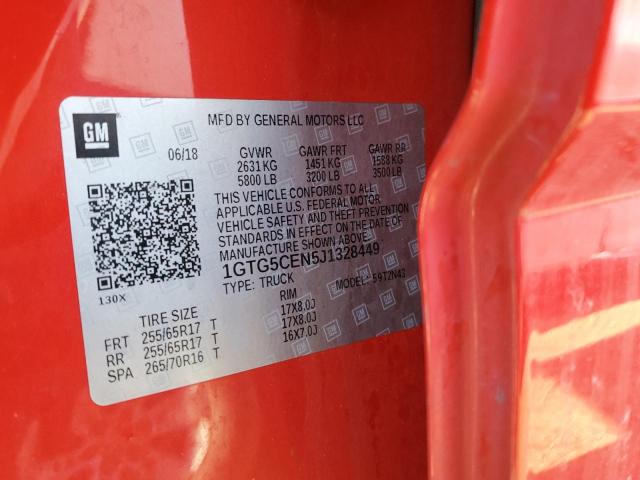 GM
MFD BY GENERAL MOTORS LLC
06/18 GVWR GAWR FRT GAWR RR
2631 KG 1451 KG 1588 KG
5800 LB 3200 LB 3500 LB
THIS VEHICLE CONFORMS TO ALL
APPLICABLE U.S. FEDERAL MOTOR
VEHICLE SAFETY AND THEFT PREVENTION
STANDARDS IN EFFECT ON THE DATE OF
MANUFACTURE SHOWN ABOVE.
1GTG5CEN5J1328449
130X TYPE: TRUCK 59T2N43
TIRE SIZE RIM
FRT 255/65R17 T 17X8.0J
RR 255/65R17 T 17X8.0J
SPA 265/70R16 T 16X7.0J